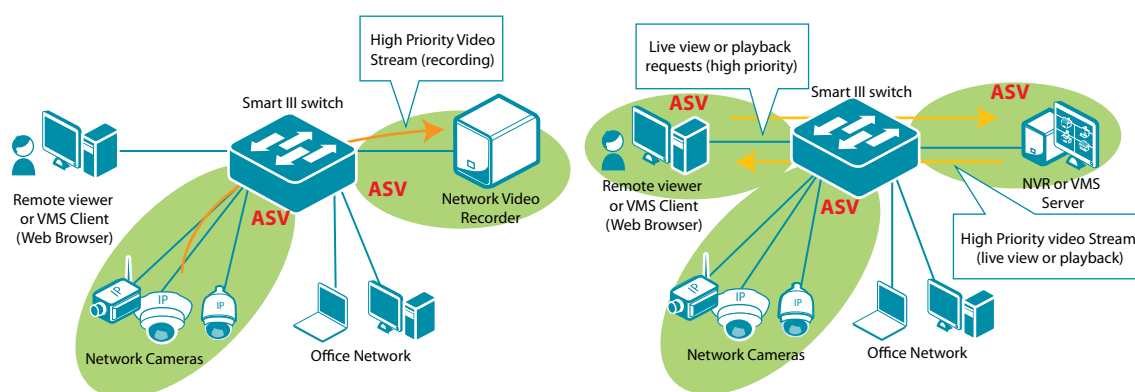 High Priority Video
Stream (recording)
Smart III switch
ASV
Remote viewer
or VMS Client
(Web Browser)
Network Video
Recorder
ASV
IP
IP
IP
Network Cameras
Office Network
Live view or playback
requests (high priority)
Smart III switch
ASV
ASV
Remote viewer
or VMS Client
(Web Browser)
ASV
NVR or VMS
Server
High Priority video Stream
(live view or playback)
IP
IP
IP
Network Cameras
Office Network